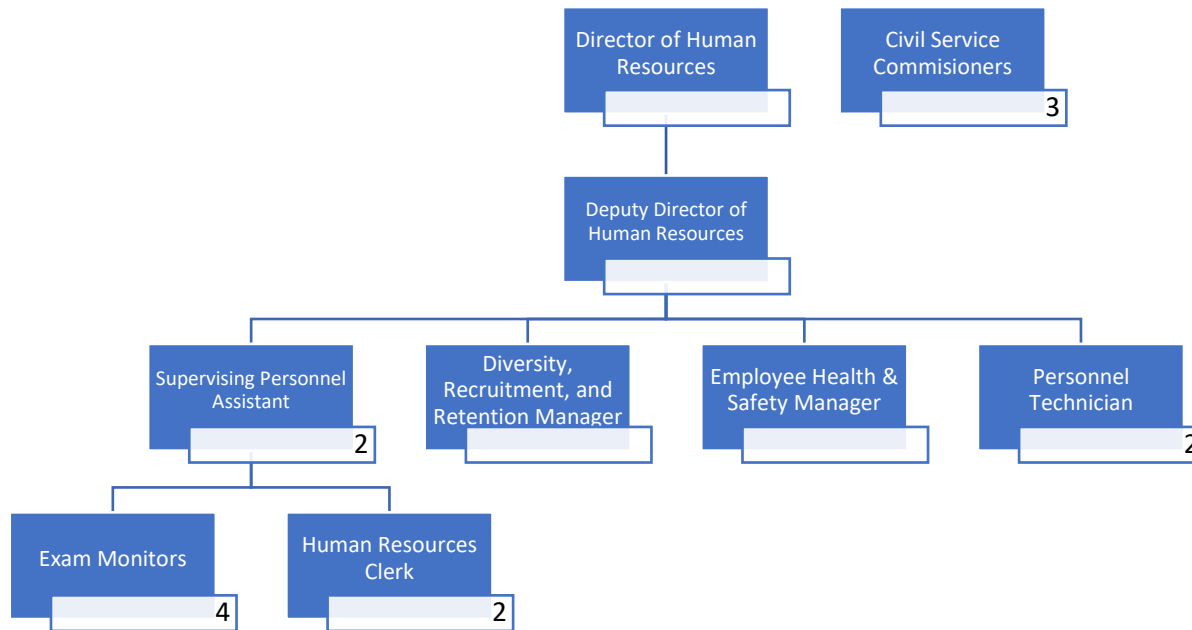 Director of Human
Resources
Civil Service
Commisioners
3
Deputy Director of
Human Resources
Supervising Personnel
Assistant
2
Diversity,
Recruitment, and
Retention Manager
Employee Health &
Safety Manager
Personnel
Technician
2
Exam Monitors
4
Human Resources
Clerk
2